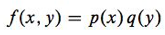 f(x, y) = p(x)q(y)